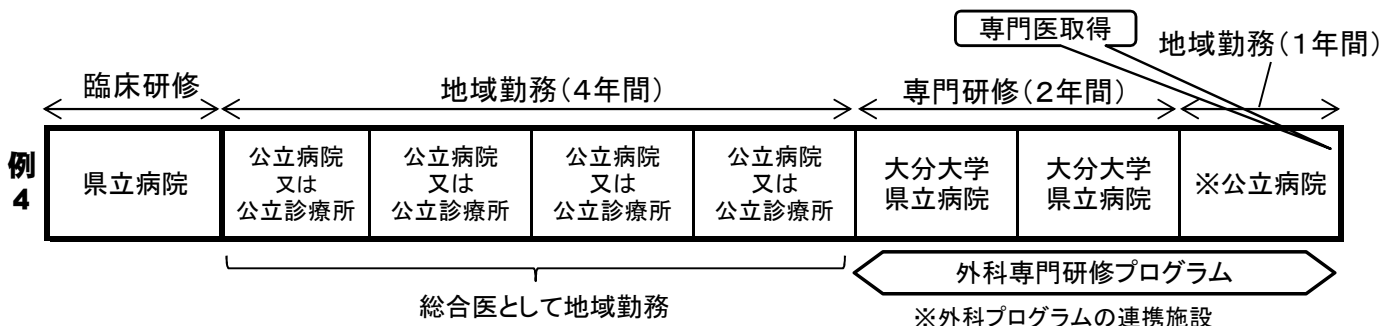 専門医取得
地域勤務(1年間)
臨床研修
地域勤務(4年間)
専門研修(2年間)
例
4
県立病院
公立病院
又は
公立診療所
公立病院
又は
公立診療所
公立病院
又は
公立診療所
公立病院
又は
公立診療所
大分大学
県立病院
大分大学
県立病院
※公立病院
総合医として地域勤務
外科専門研修プログラム
※外科プログラムの連携施設